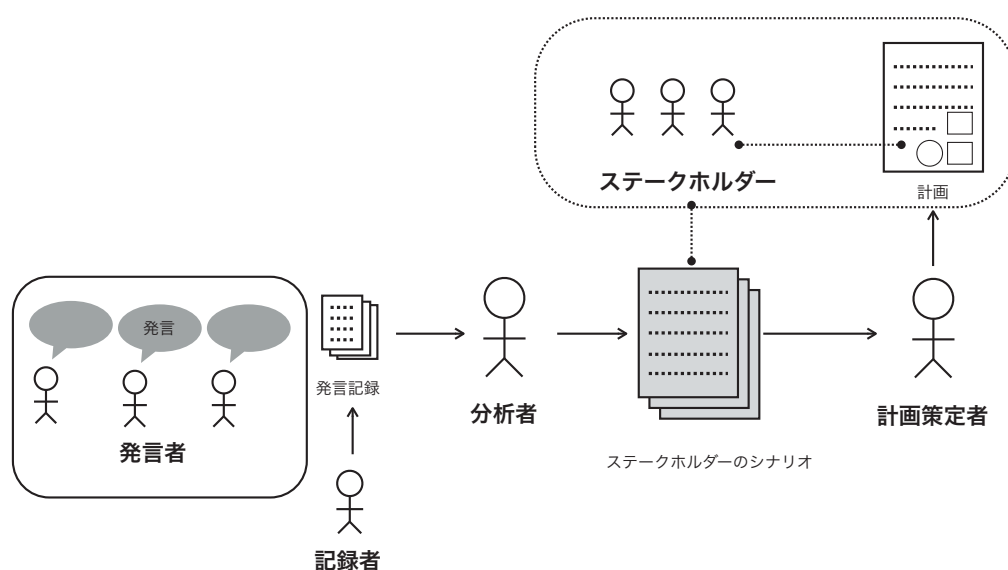 ステークホルダー
計画
発言
発言記録
発言者
記録者
分析者
ステークホルダーのシナリオ
計画策定者